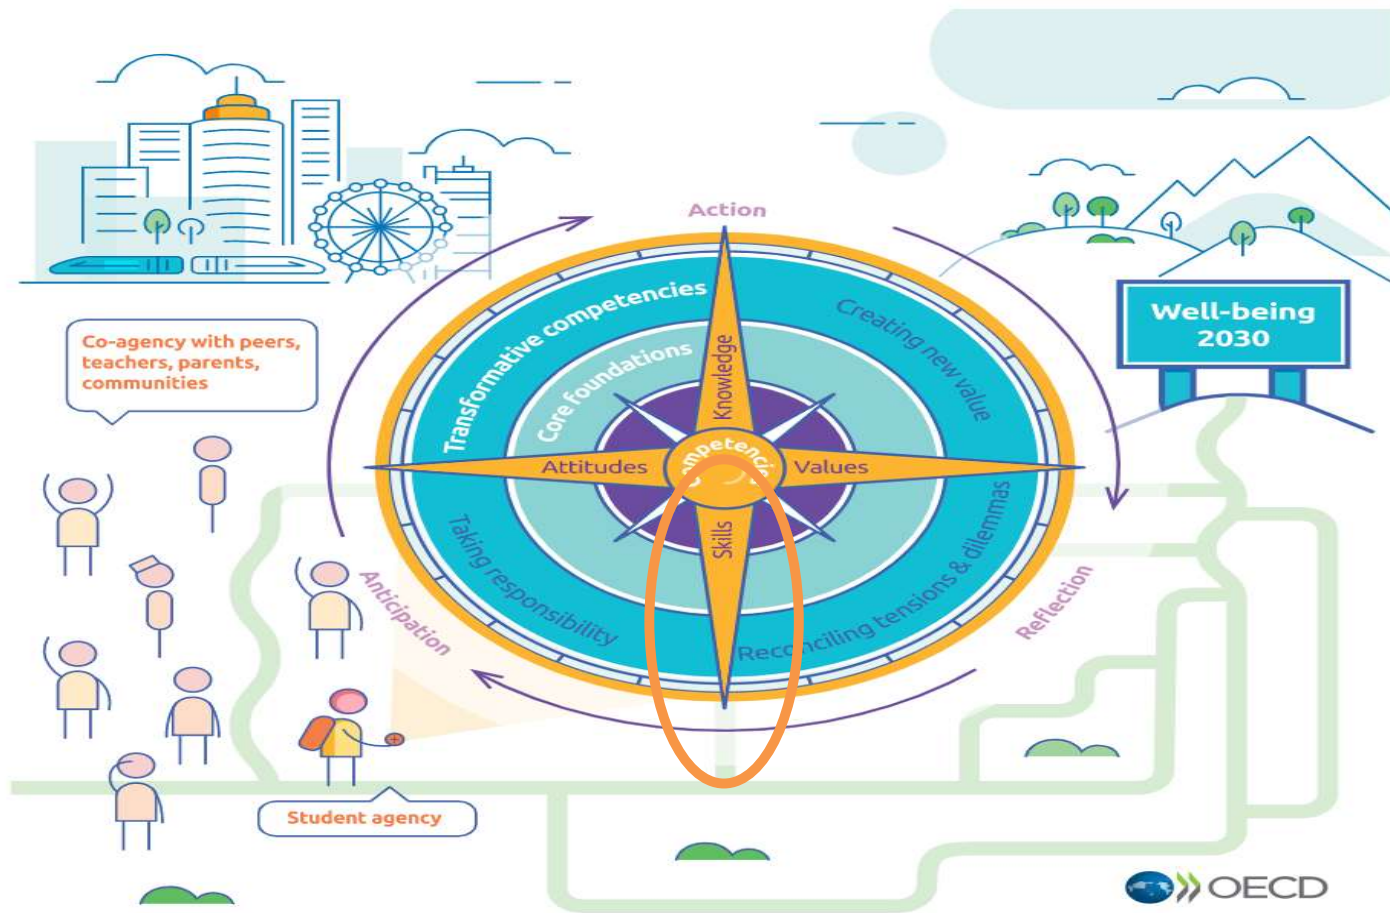 Action
Transformative competencies
Creating new value
Core foundations
Knowledge
Well-being
2030
Co-agency with peers,
teachers, parents,
communities
Attitudes
Competencies
Values
Skills
Taking responsibility
Reconciling tensions & dilemmas
Anticipation
Reflection
Student agency
OECD